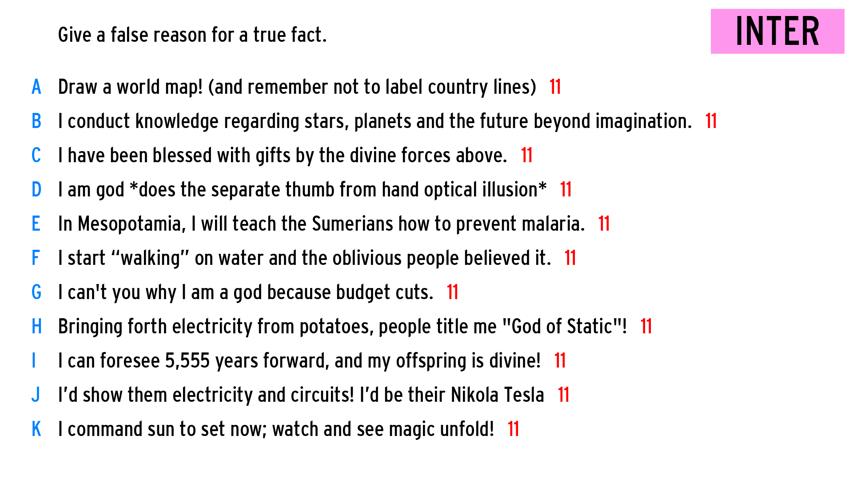 Give a false reason for a true fact.
INTER
A Draw a world map! (and remember not to label country lines) 11
B I conduct knowledge regarding stars, planets and the future beyond imagination. 11
C I have been blessed with gifts by the divine forces above. 11
D I am god *does the separate thumb from hand optical illusion* 11
E In Mesopotamia, I will teach the Sumerians how to prevent malaria. 11
F I start “walking” on water and the oblivious people believed it. 11
G I can't you why I am a god because budget cuts. 11
H Bringing forth electricity from potatoes, people title me "God of Static"! 11
I I can foresee 5,555 years forward, and my offspring is divine! 11
J I’d show them electricity and circuits! I’d be their Nikola Tesla 11
K I command sun to set now; watch and see magic unfold! 11